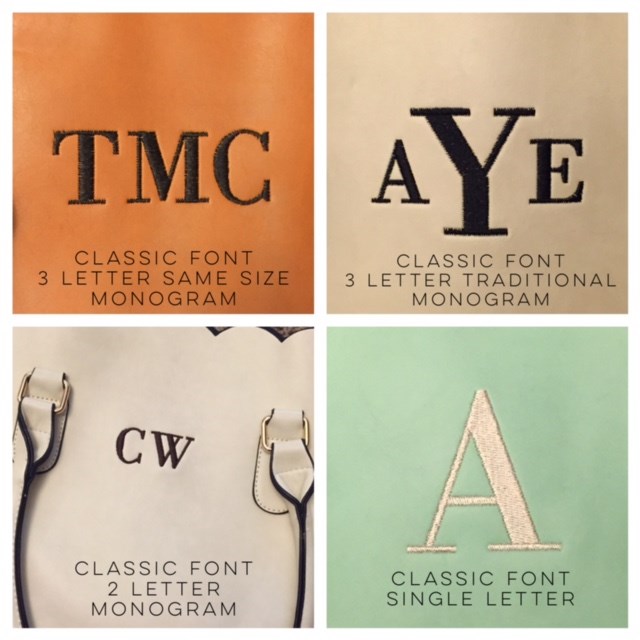 TMC
CLASSIC FONT
3 LETTER SAME SIZE
MONOGRAM
AYE
CLASSIC FONT
3 LETTER TRADITIONAL
MONOGRAM
CW
CLASSIC FONT
2 LETTER
MONOGRAM
A
CLASSIC FONT
SINGLE LETTER